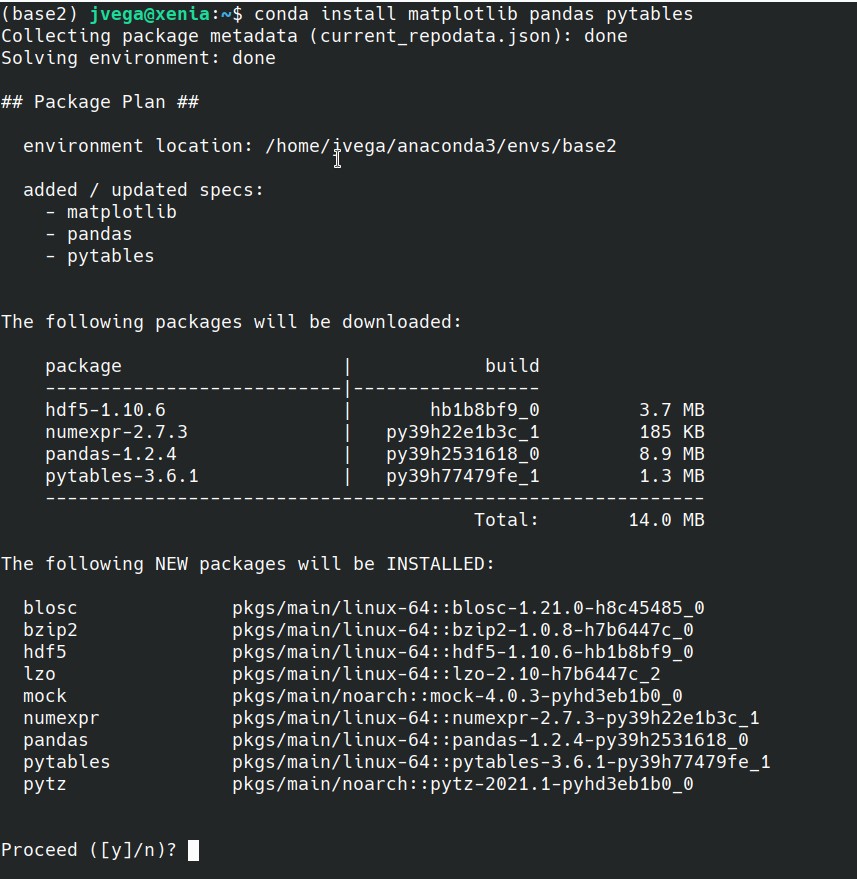 (base2) jvega@xenia:~$ conda install matplotlib pandas pytables
Collecting package metadata (current_repodata.json): done
Solving environment: done
## Package Plan ##
  environment location: /home/jvega/anaconda3/envs/base2
  added / updated specs:
    - matplotlib
    - pandas
    - pytables
The following packages will be downloaded:
    package                    |            build
    ---------------------------|-----------------
    hdf5-1.10.6                |       hb1b8bf9_0         3.7 MB
    numexpr-2.7.3              |   py39h22e1b3c_1         185 KB
    pandas-1.2.4               |   py39h2531618_0         8.9 MB
    pytables-3.6.1             |   py39h77479fe_1         1.3 MB
    ------------------------------------------------------------
                                           Total:        14.0 MB
The following NEW packages will be INSTALLED:
  blosc              pkgs/main/linux-64::blosc-1.21.0-h8c45485_0
  bzip2              pkgs/main/linux-64::bzip2-1.0.8-h7b6447c_0
  hdf5               pkgs/main/linux-64::hdf5-1.10.6-hb1b8bf9_0
  lzo                pkgs/main/linux-64::lzo-2.10-h7b6447c_2
  mock               pkgs/main/noarch::mock-4.0.3-pyhd3eb1b0_0
  numexpr            pkgs/main/linux-64::numexpr-2.7.3-py39h22e1b3c_1
  pandas             pkgs/main/linux-64::pandas-1.2.4-py39h2531618_0
  pytables           pkgs/main/linux-64::pytables-3.6.1-py39h77479fe_1
  pytz               pkgs/main/noarch::pytz-2021.1-pyhd3eb1b0_0
Proceed ([y]/n)?